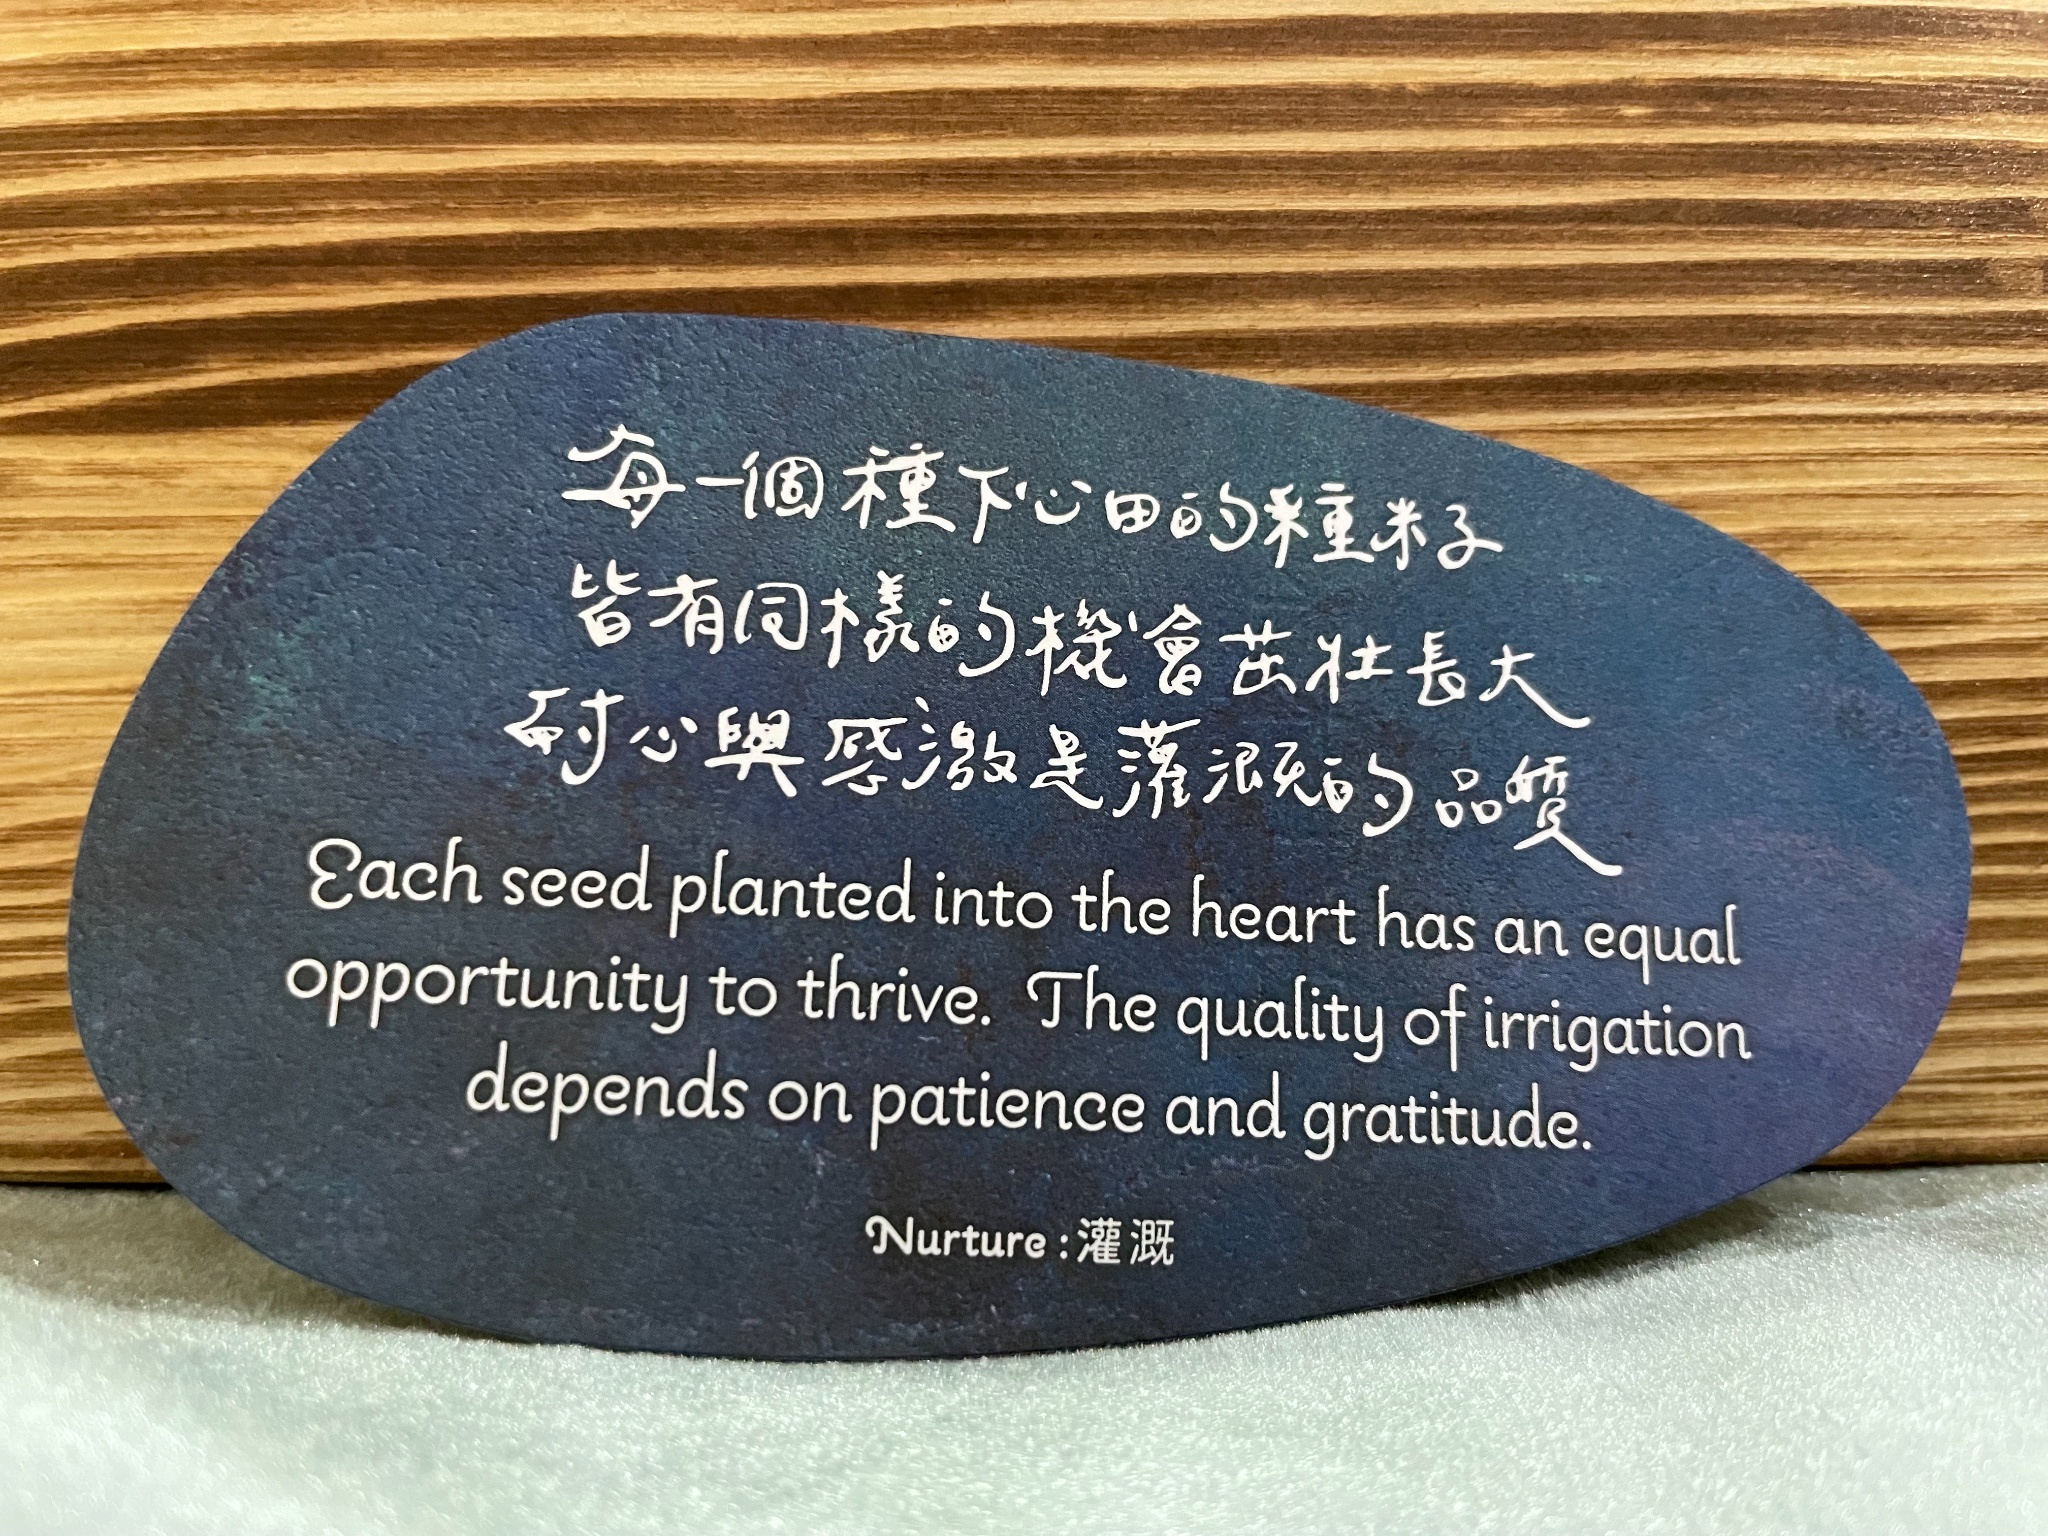 每一個種下心田的種籽
皆有同樣的機會茁壯長大
耐心與感激是灌溉的品質
Each seed planted into the heart has an equal
opportunity to thrive. The quality of irrigation
depends on patience and gratitude.
Nurture : 灌溉